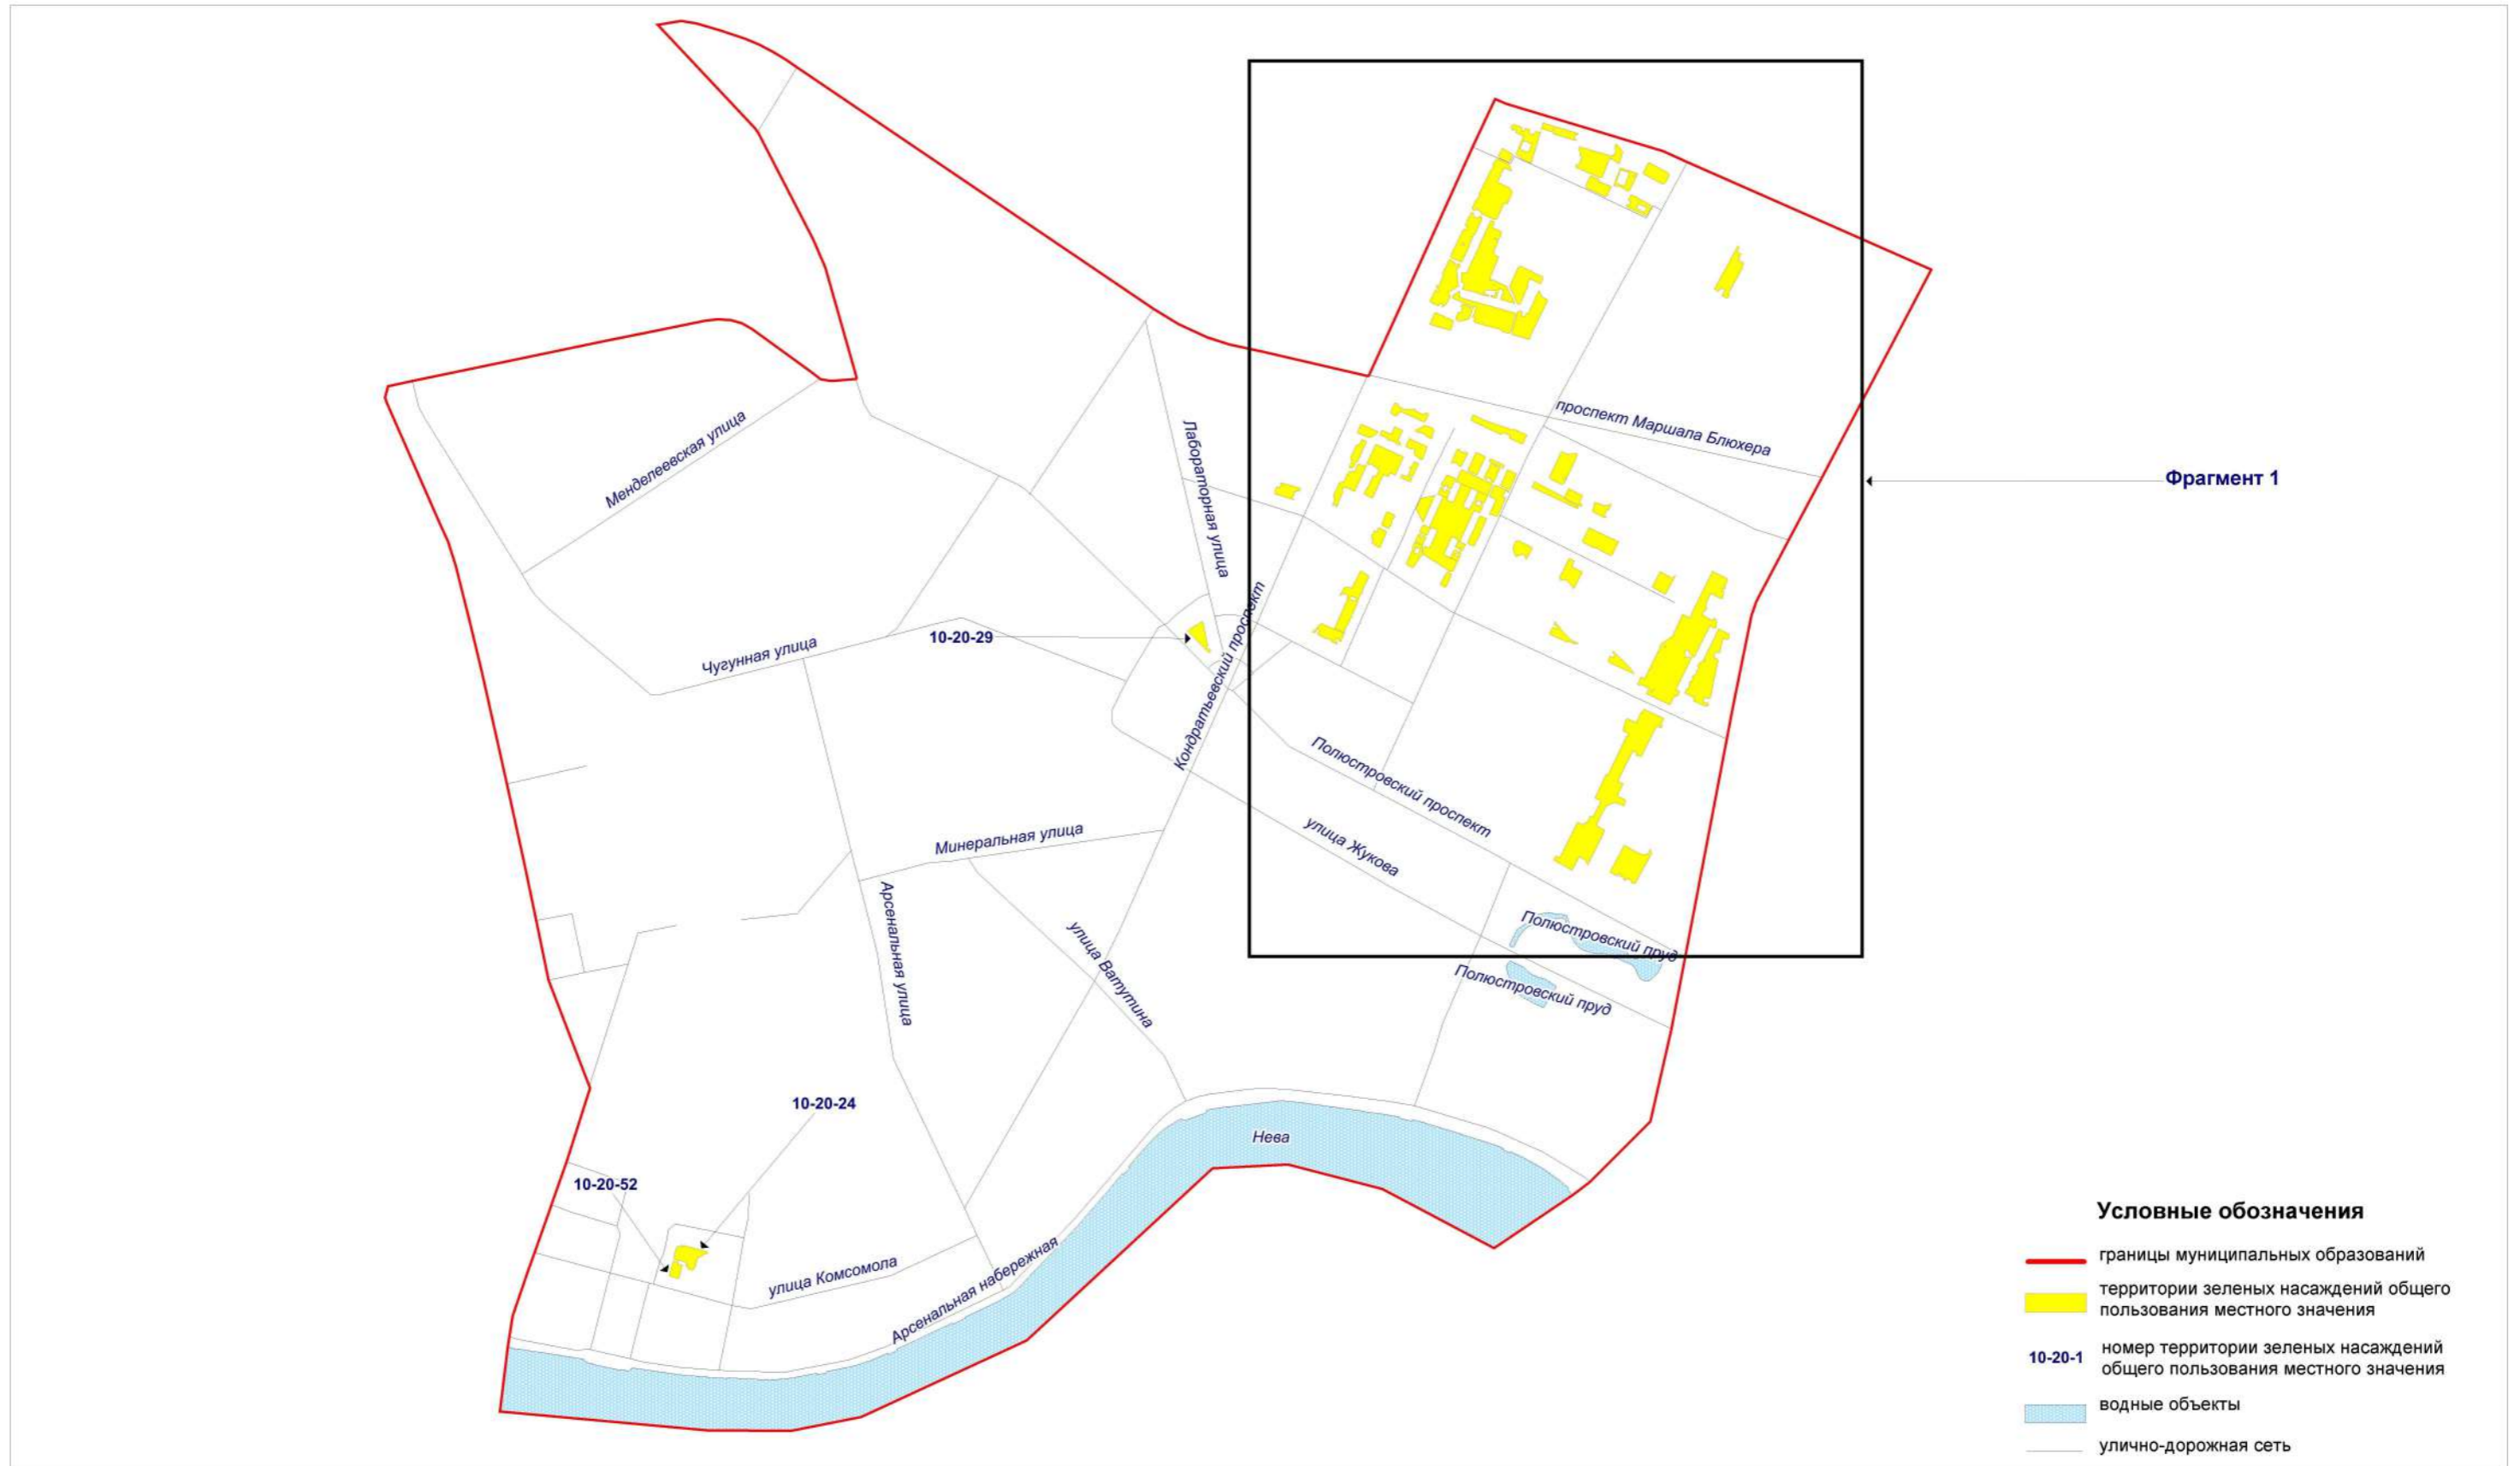 проспект Маршала Блюхера
Менделеевская улица
Лабораторная улица
Фрагмент 1
10-20-29
Чугунная улица
Кондратьевский проспект
Полюстровский проспект
улица Жукова
Минеральная улица
Арсенальная улица
улица Ватутина
Полюстровский пруд
Полюстровский пруд
10-20-24
Нева
10-20-52
улица Комсомола
Арсенальная набережная
Условные обозначения
границы муниципальных образований
территории зеленых насаждений общего
пользования местного значения
10-20-1
номер территории зеленых насаждений
общего пользования местного значения
водные объекты
улично-дорожная сеть